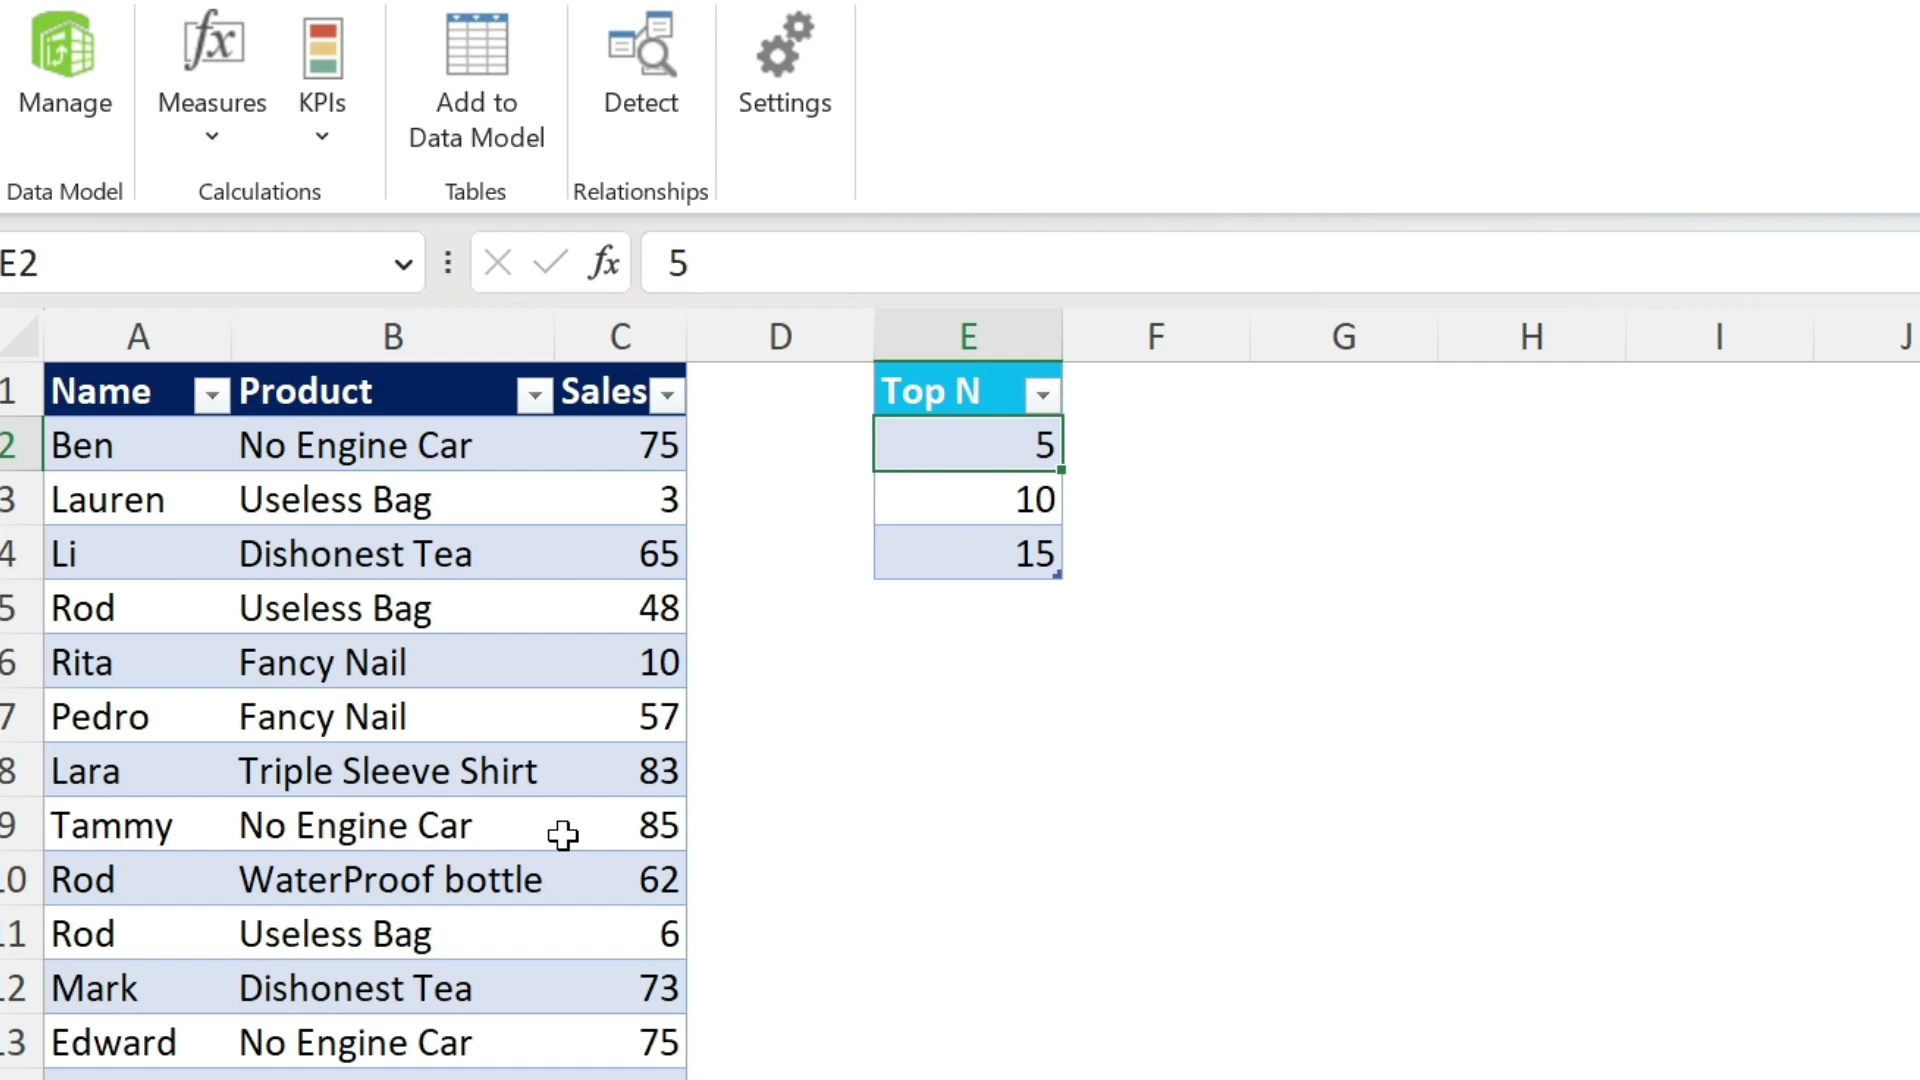 Manage
Measures
KPIs
Add to
Data Model
Detect
Settings
Data Model
Calculations
Tables
Relationships
E2
fx
5
A B C D E F G H I J
1 Name Product Sales Top N
2 Ben No Engine Car 75 5
3 Lauren Useless Bag 3 10
4 Li Dishonest Tea 65 15
5 Rod Useless Bag 48
6 Rita Fancy Nail 10
7 Pedro Fancy Nail 57
8 Lara Triple Sleeve Shirt 83
9 Tammy No Engine Car 85
10 Rod WaterProof bottle 62
11 Rod Useless Bag 6
12 Mark Dishonest Tea 73
13 Edward No Engine Car 75